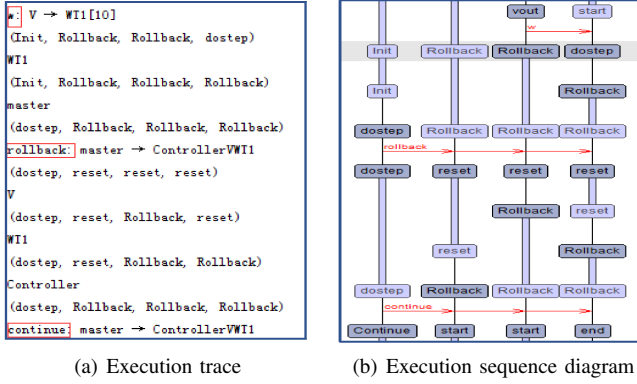 w: V → WT1[10]
(Init, Rollback, Rollback, dostep)
WT1
(Init, Rollback, Rollback, Rollback)
master
(dostep, Rollback, Rollback, Rollback)
rollback: master → ControllerVWT1
(dostep, reset, reset, reset)
V
(dostep, reset, Rollback, reset)
WT1
(dostep, reset, Rollback, Rollback)
Controller
(dostep, Rollback, Rollback, Rollback)
continue: master → ControllerVWT1
(a) Execution trace
vout start
w
Init Rollback Rollback dostep
Init Rollback
dostep Rollback Rollback Rollback
rollback
dostep reset reset reset
Rollback reset
reset Rollback
dostep Rollback Rollback Rollback
continue
Continue start start end
(b) Execution sequence diagram